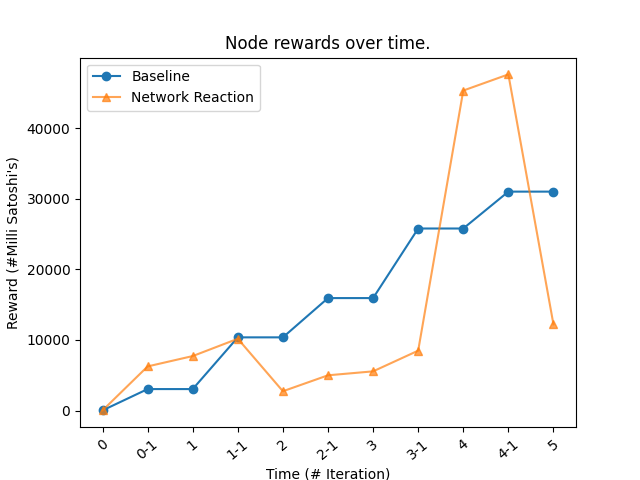 Node rewards over time.
Baseline
Network Reaction
Reward (#Milli Satoshi's)
40000
30000
20000
10000
0
0 0-1 1 1-1 2 2-1 3 3-1 4 4-1 5
Time (# Iteration)